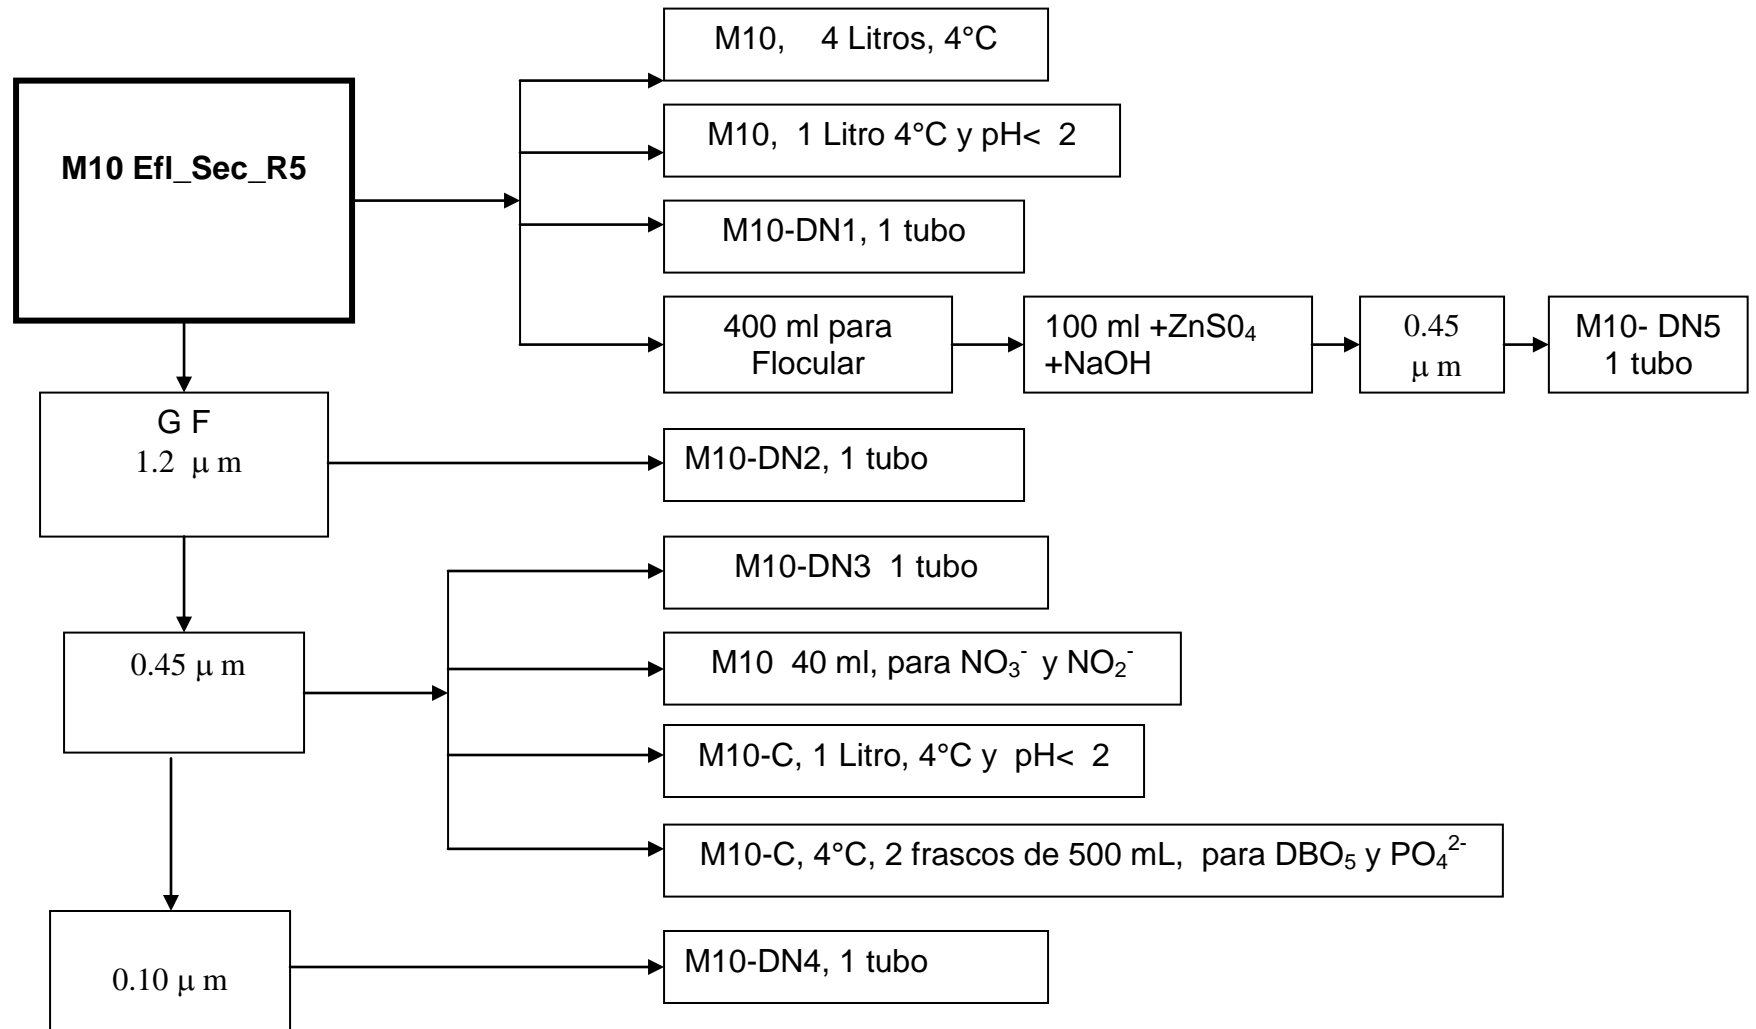 M10, 4 Litros, 4°C
M10 Efl_Sec_R5
M10, 1 Litro 4°C y pH< 2
M10-DN1, 1 tubo
400 ml para
Flocular
100 ml +ZnS0₄
+NaOH
0.45
μ m
M10- DN5
1 tubo
G F
1.2 μ m
M10-DN2, 1 tubo
M10-DN3 1 tubo
0.45 μ m
M10 40 ml, para NO₃⁻ y NO₂⁻
M10-C, 1 Litro, 4°C y pH< 2
M10-C, 4°C, 2 frascos de 500 mL, para DBO₅ y PO₄²⁻
0.10 μ m
M10-DN4, 1 tubo